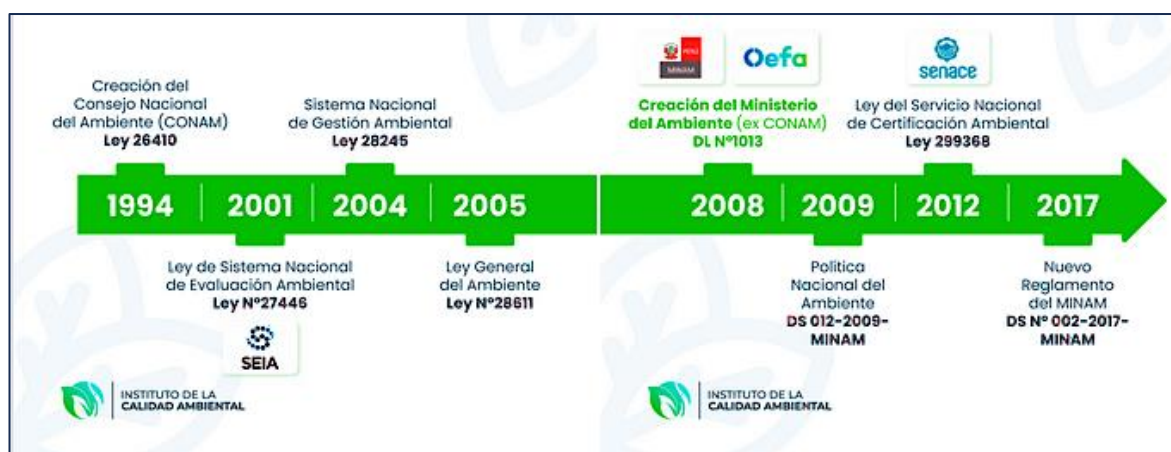 Creación del
Consejo Nacional
del Ambiente (CONAM)
Ley 26410
Sistema Nacional
de Gestión Ambiental
Ley 28245
PERÚ
MINAM
Oefa
Creación del Ministerio
del Ambiente (ex CONAM)
DL N°1013
senace
Ley del Servicio Nacional
de Certificación Ambiental
Ley 299368
1994
2001
2004
2005
2008
2009
2012
2017
Ley de Sistema Nacional
de Evaluación Ambiental
Ley N°27446
SEIA
Ley General
del Ambiente
Ley N°28611
Política
Nacional del
Ambiente
DS 012-2009-
MINAM
Nuevo
Reglamento
del MINAM
DS N° 002-2017-
MINAM
INSTITUTO DE LA
CALIDAD AMBIENTAL
INSTITUTO DE LA
CALIDAD AMBIENTAL